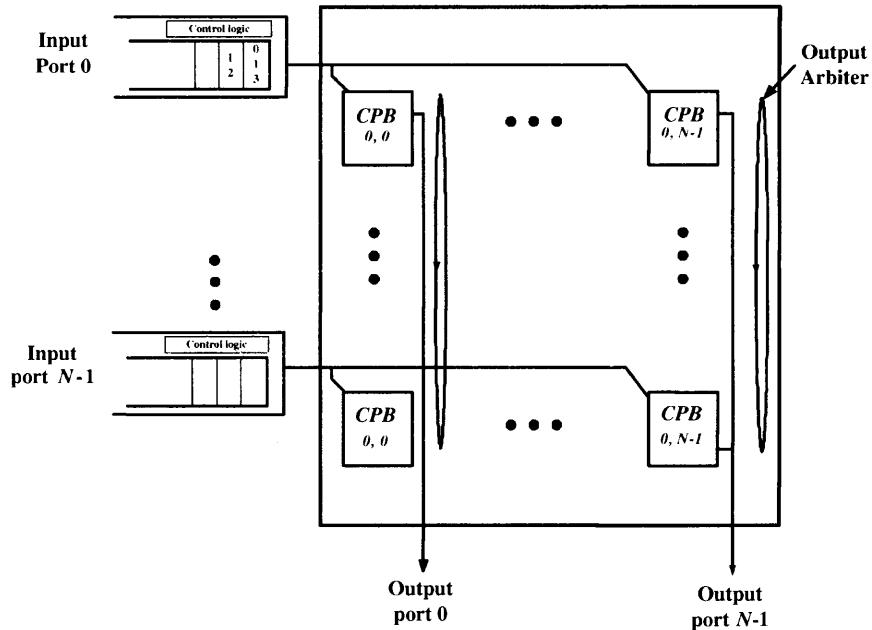 Control logic
Input
Port 0
1
2
0
1
3
Output
Arbiter
CPB
0, 0
CPB
0, N-1
Control logic
Input
port N-1
CPB
0, 0
CPB
0, N-1
Output
port 0
Output
port N-1